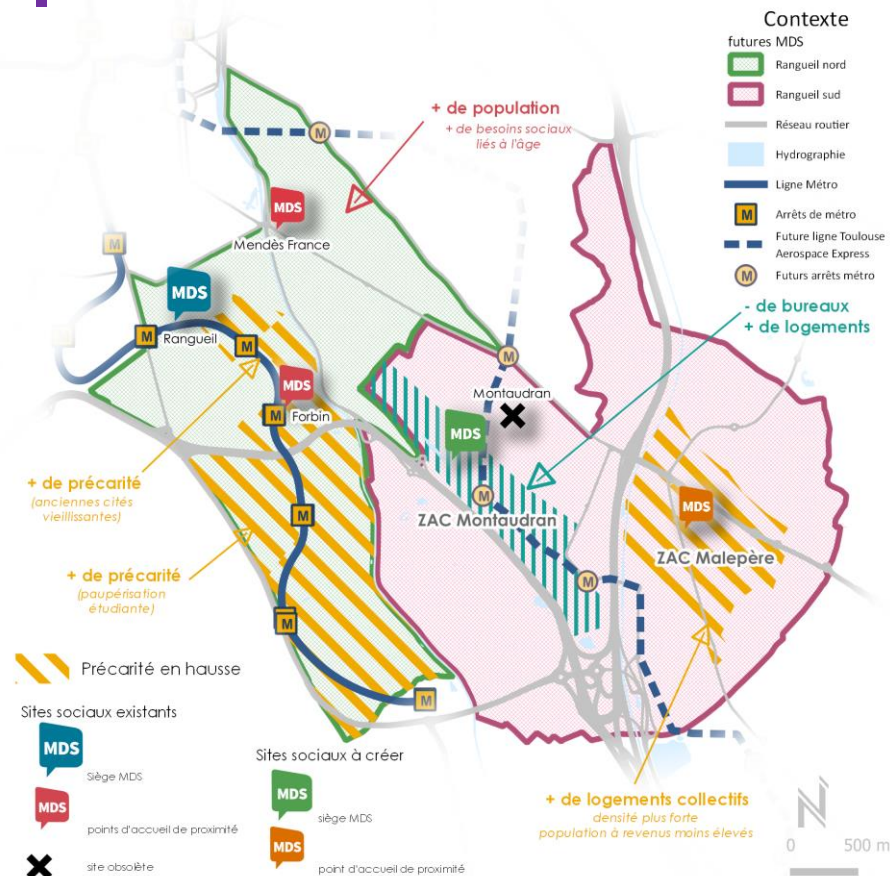 Contexte
futures MDS
Rangueil nord
Rangueil sud
Réseau routier
Hydrographie
Ligne Métro
M
Arrêts de métro
Future ligne Toulouse
Aerospace Express
M
Futurs arrêts métro
+ de population
+ de besoins sociaux
liés à l'âge
M
MDS
Mendès France
M
MDS
M
Rangueil
M
- de bureaux
+ de logements
M
MDS
M
Forbin
Montaudran
MDS
+ de précarité
(anciennes cités
vieillissantes)
M
ZAC Montaudran
MDS
ZAC Malepère
M
+ de précarité
(paupérisation
étudiante)
M
M
M
Précarité en hausse
Sites sociaux existants
MDS
Siège MDS
MDS
points d'accueil de proximité
site obsolète
Sites sociaux à créer
MDS
siège MDS
MDS
point d'accueil de proximité
+ de logements collectifs
densité plus forte
population à revenus moins élevés
N
0 500 m